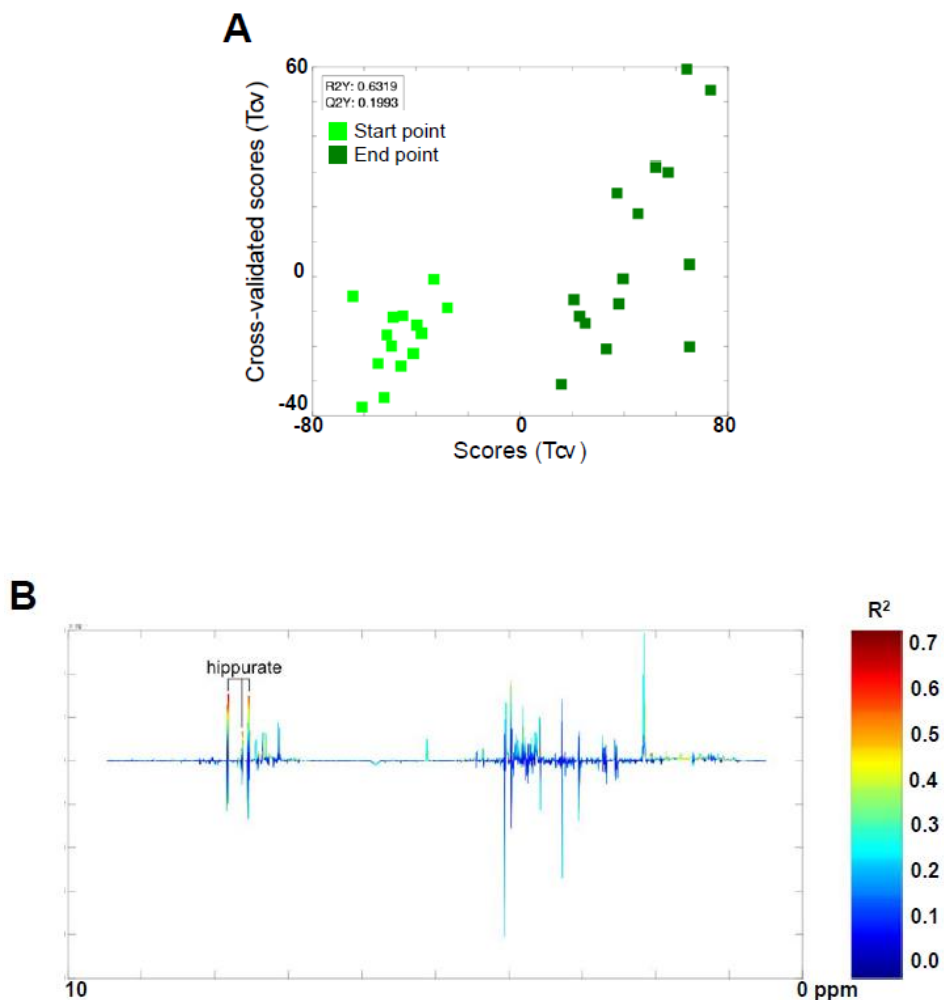 A
60
R2Y: 0.6319
Q2Y: 0.1993
Start point
End point
Cross-validated scores (Tcv)
0
-40
-80 0 80
Scores (Tcv)
B
R²
hippurate
0.7
0.6
0.5
0.4
0.3
0.2
0.1
0.0
10 0 ppm